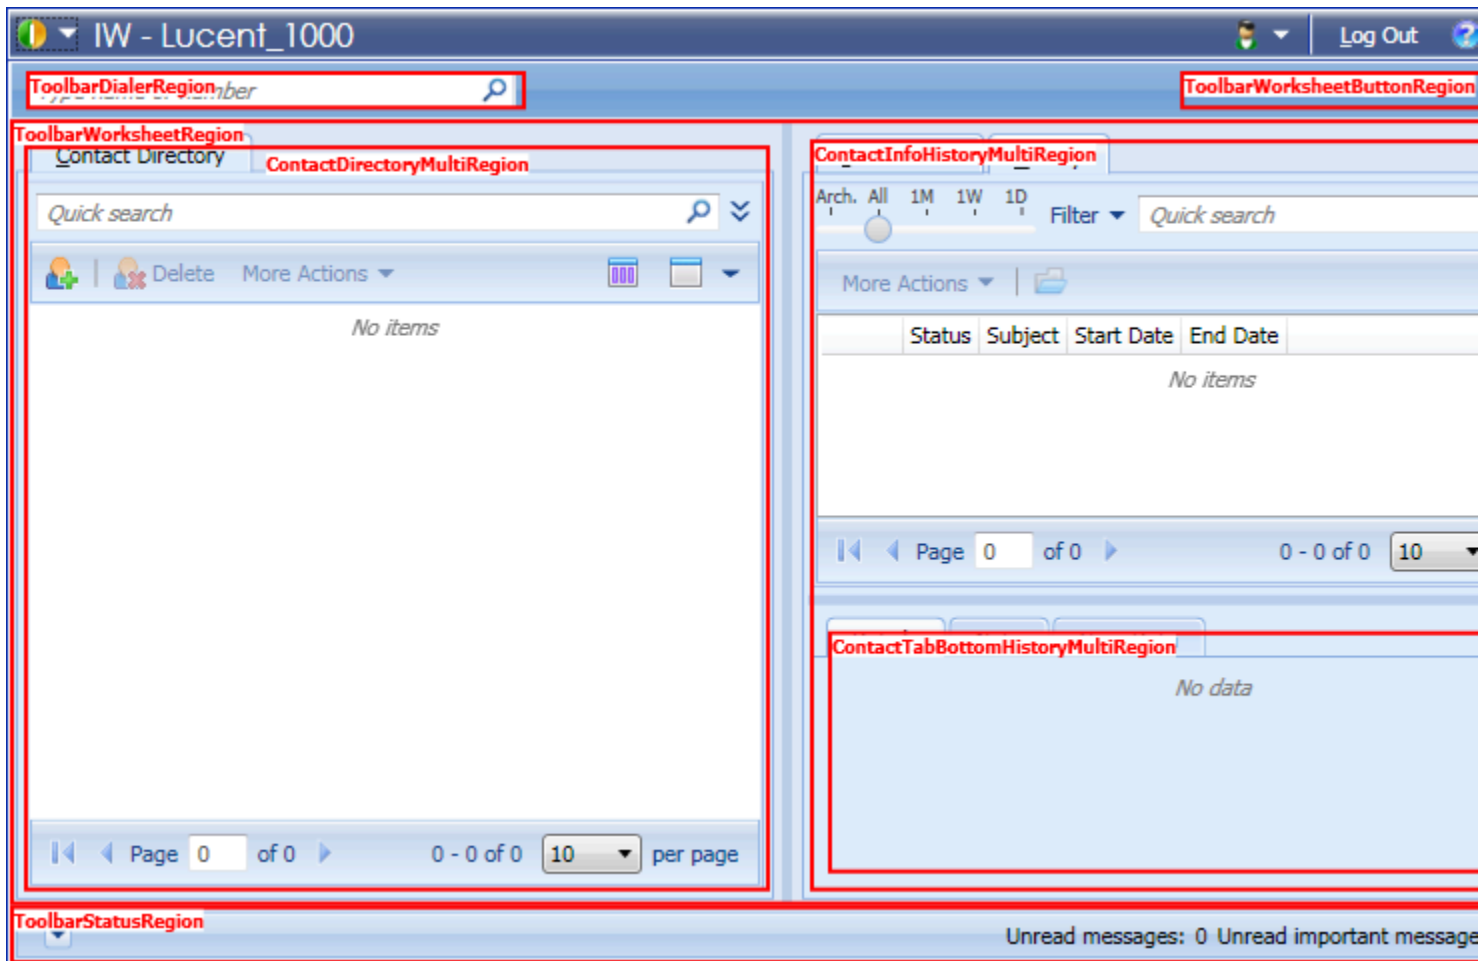 IW - Lucent_1000
Log Out
ToolbarDialerRegion
ToolbarWorksheetButtonRegion
ToolbarWorksheetRegion
Contact Directory
ContactDirectoryMultiRegion
ContactInfoHistoryMultiRegion
Quick search
Arch. All 1M 1W 1D
Filter
Quick search
Delete More Actions
More Actions
No items
Status Subject Start Date End Date
No items
Page 0 of 0
0 - 0 of 0 10
ContactTabBottomHistoryMultiRegion
No data
Page 0 of 0
0 - 0 of 0 10 per page
ToolbarStatusRegion
Unread messages: 0 Unread important message